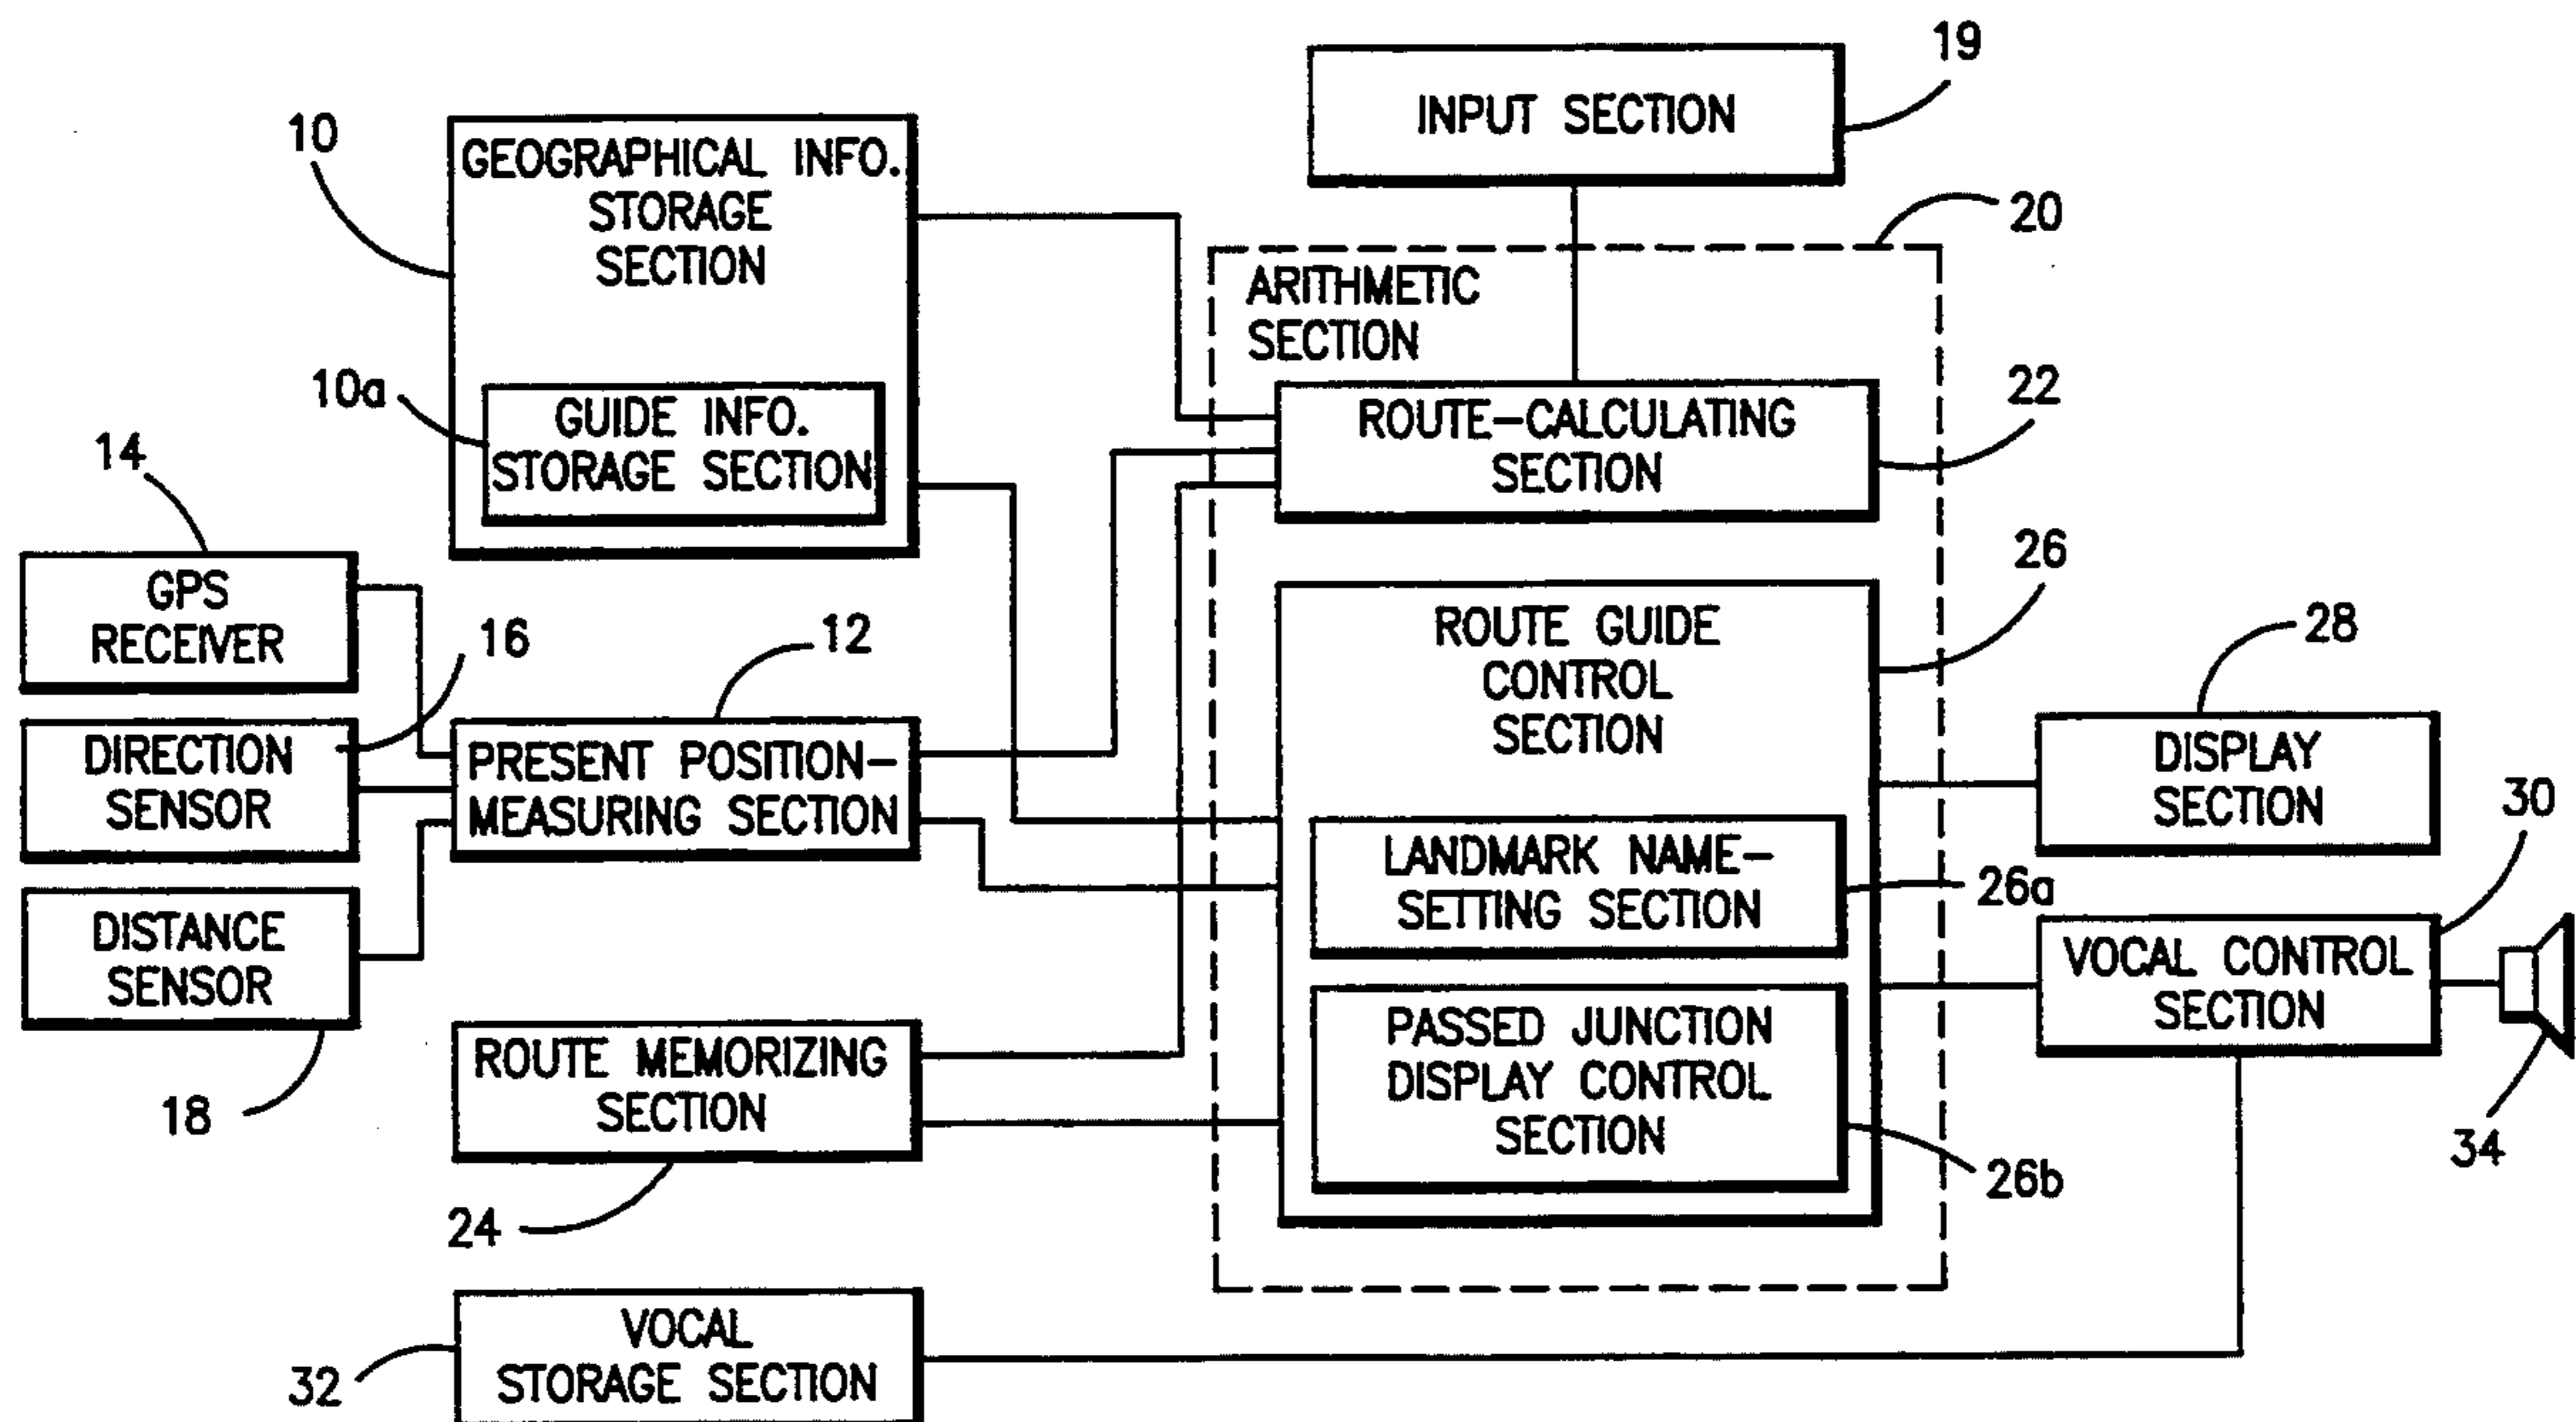 19
INPUT SECTION
10
GEOGRAPHICAL INFO.
STORAGE
SECTION
20
ARITHMETIC
SECTION
10a
GUIDE INFO.
STORAGE SECTION
22
ROUTE-CALCULATING
SECTION
14
GPS
RECEIVER
26
ROUTE GUIDE
CONTROL
SECTION
16
DIRECTION
SENSOR
12
PRESENT POSITION-
MEASURING SECTION
28
DISPLAY
SECTION
LANDMARK NAME-
SETTING SECTION
26a
30
VOCAL CONTROL
SECTION
34
DISTANCE
SENSOR
18
ROUTE MEMORIZING
SECTION
24
PASSED JUNCTION
DISPLAY CONTROL
SECTION
26b
VOCAL
STORAGE SECTION
32